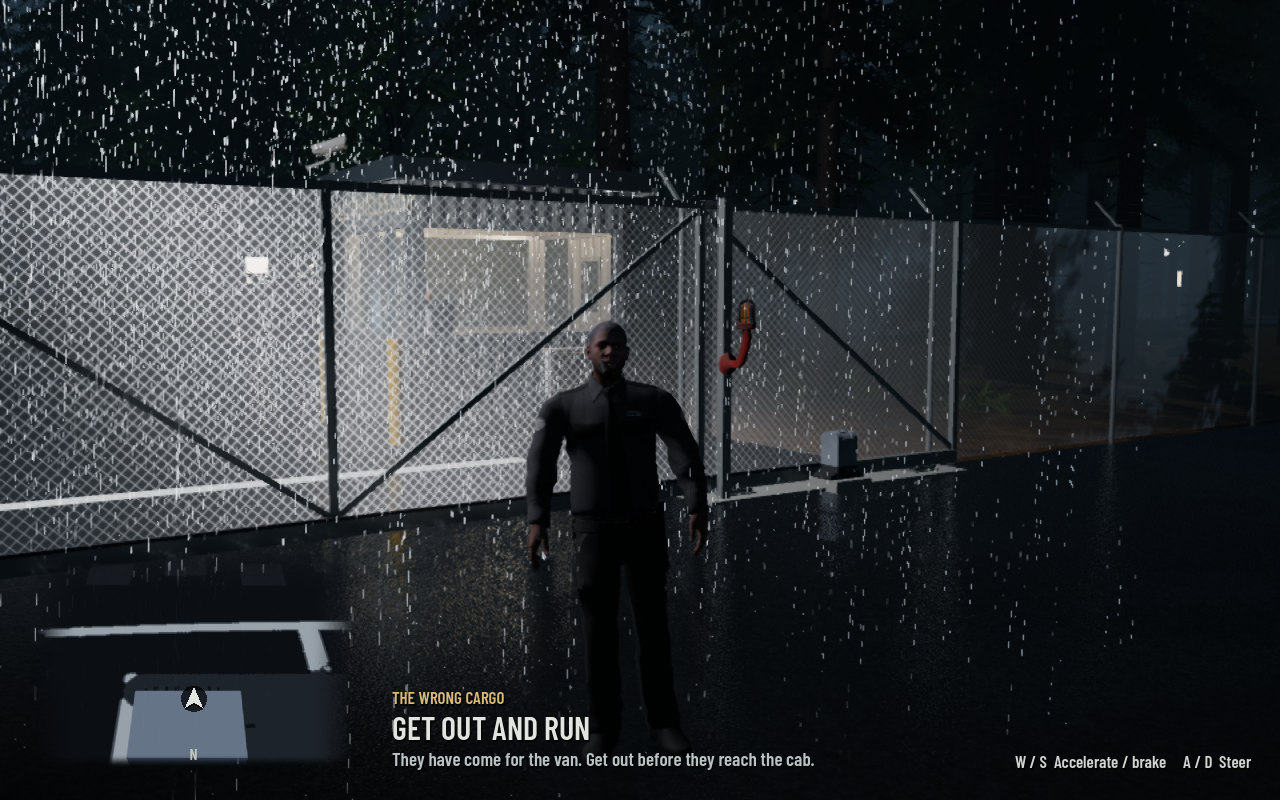 THE WRONG CARGO
GET OUT AND RUN
They have come for the van. Get out before they reach the cab.
N
W / S Accelerate / brake A / D Steer